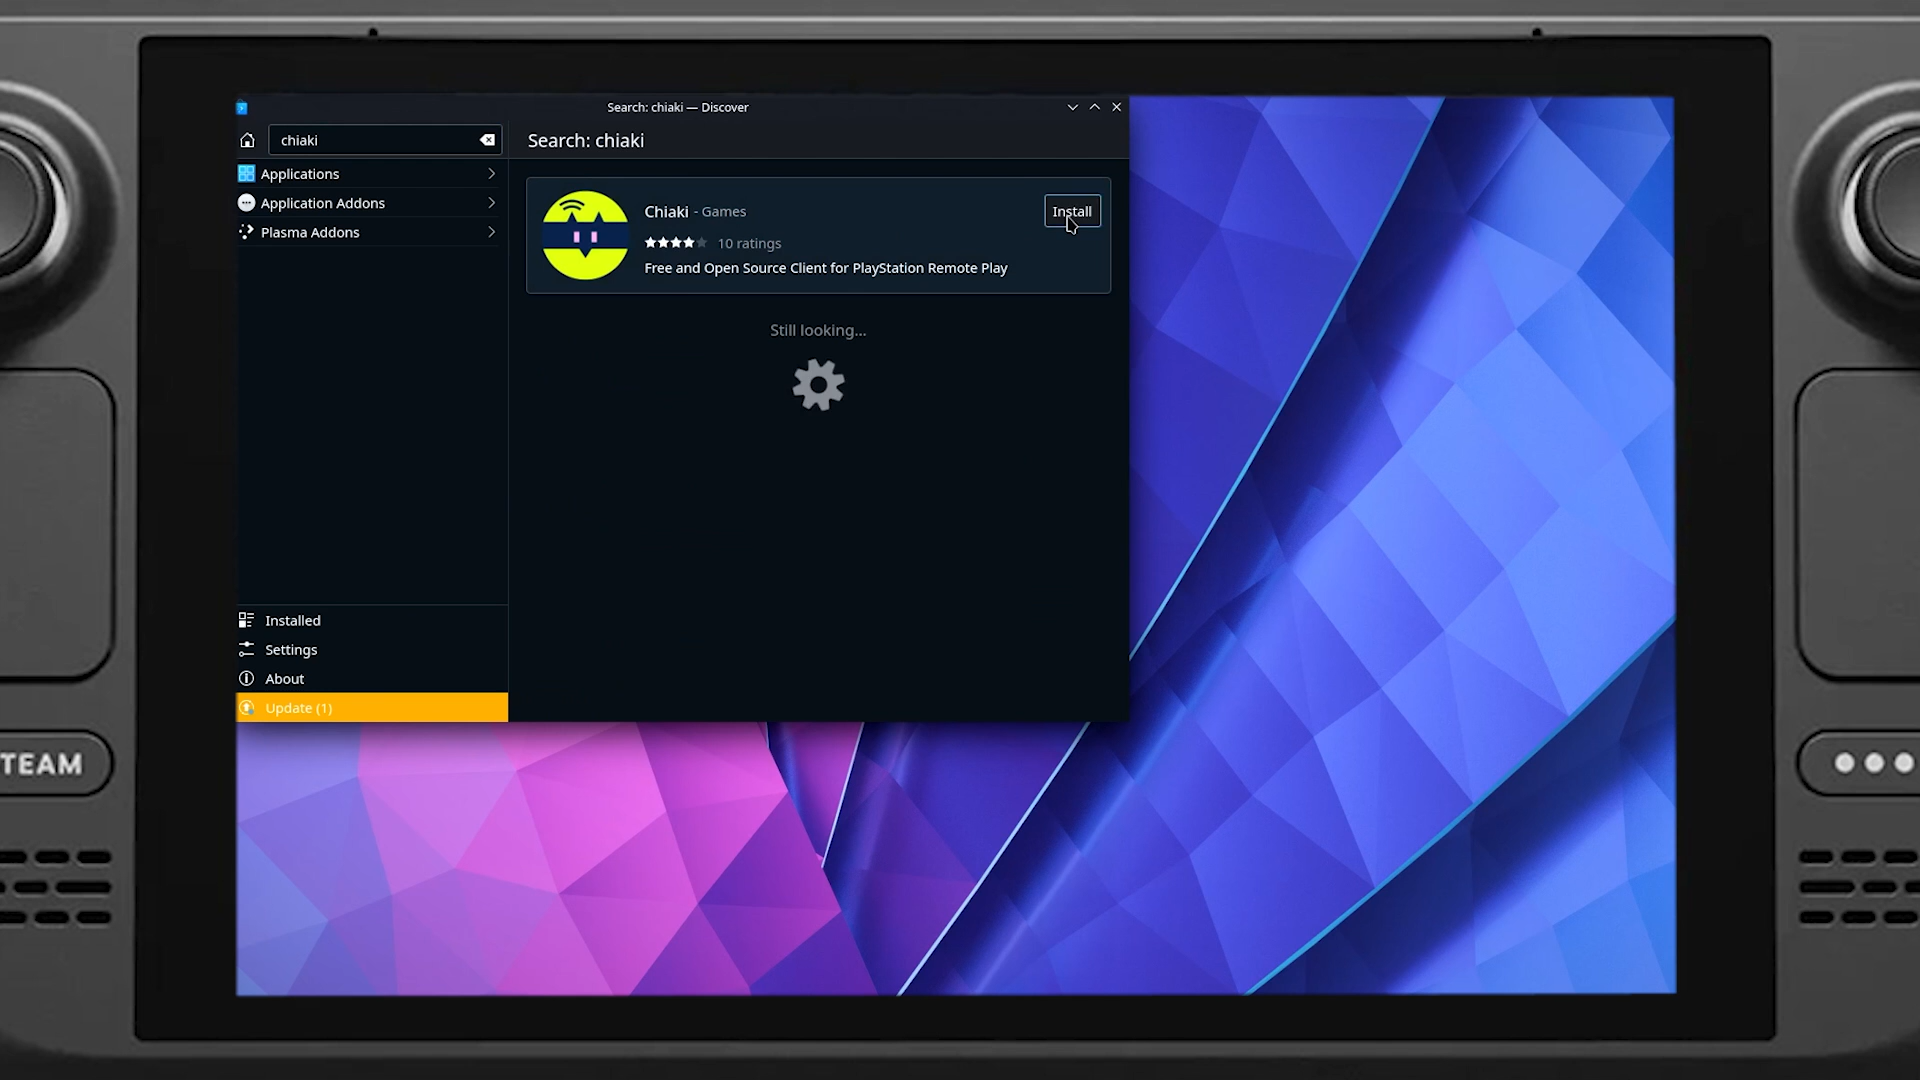 Search: chiaki — Discover
chiaki
Search: chiaki
Applications
Application Addons
Plasma Addons
Chiaki - Games
Install
10 ratings
Free and Open Source Client for PlayStation Remote Play
Still looking...
Installed
Settings
About
Update (1)
TEAM